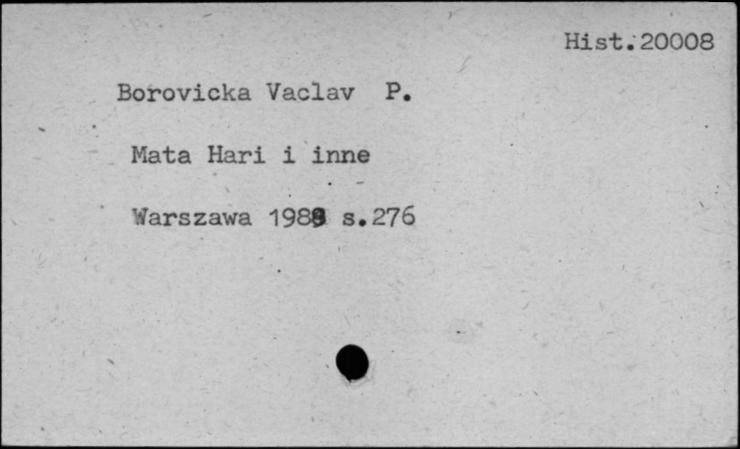 Hist.20008
Borovicka Vaclav P.
Mata Hari i inne
Warszawa s.276